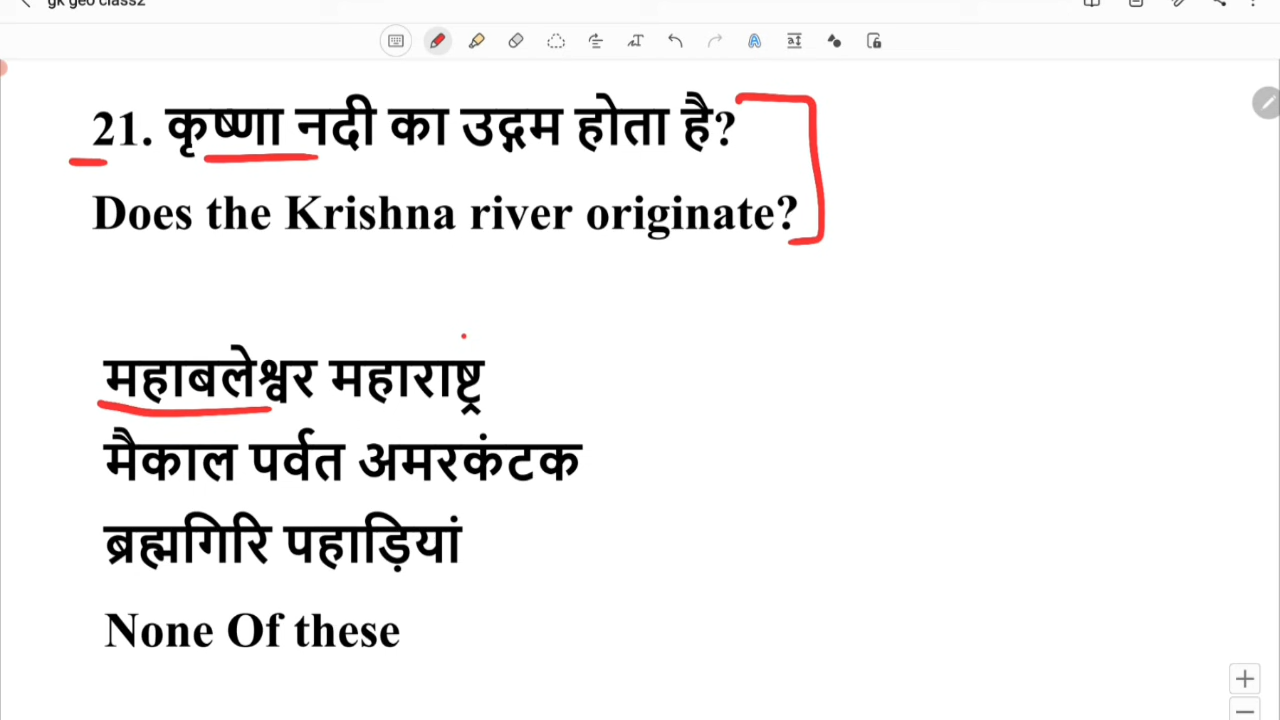 gk geo class2
21. कृष्णा नदी का उद्गम होता है?
Does the Krishna river originate?
महाबलेश्वर महाराष्ट्र
मैकाल पर्वत अमरकंटक
ब्रह्मगिरि पहाड़ियां
None Of these